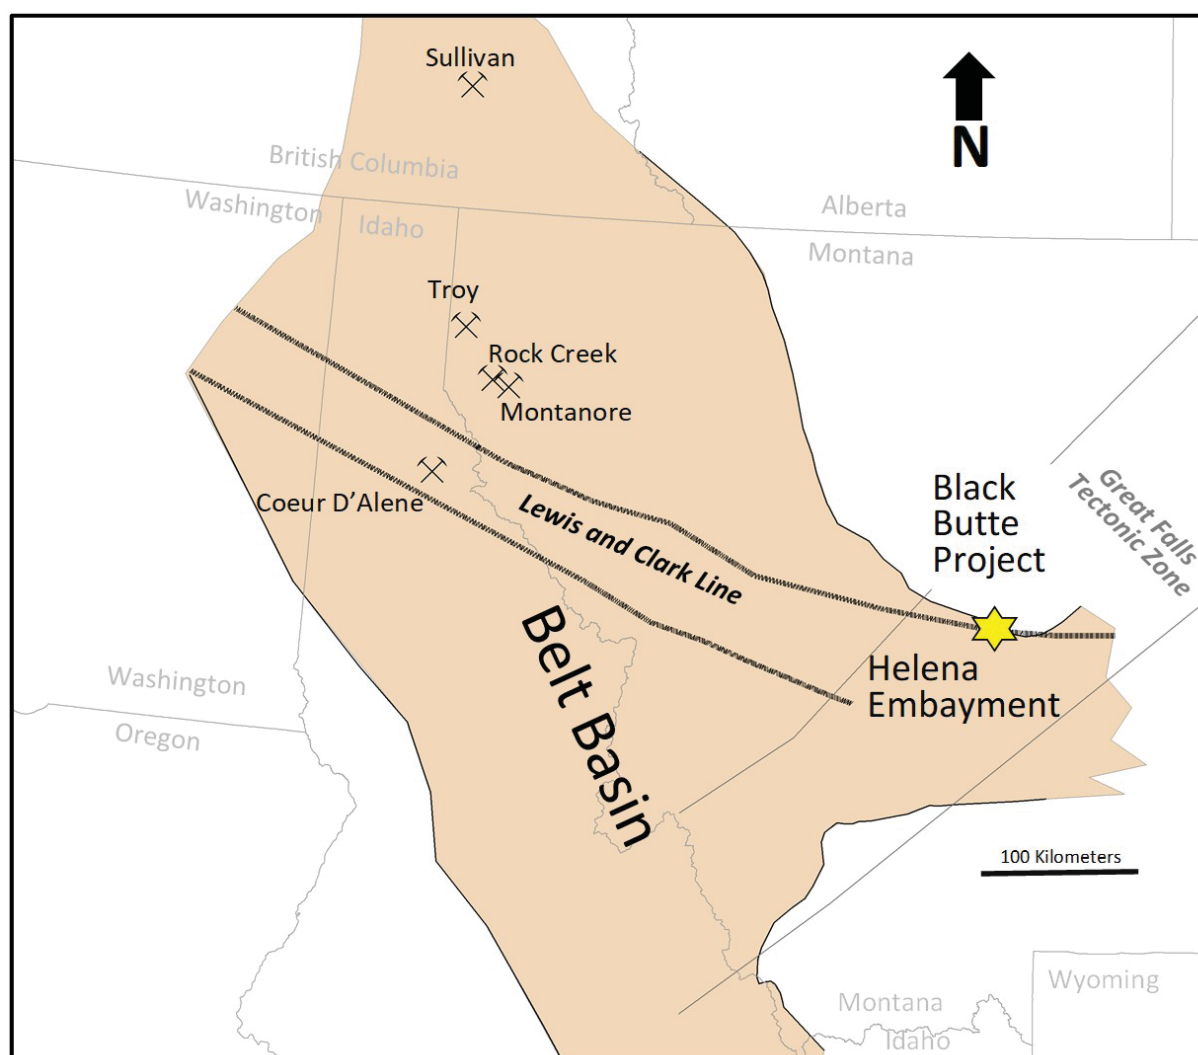 Sullivan
N
British Columbia
Washington
Idaho
Alberta
Montana
Troy
Rock Creek
Montanore
Coeur D’Alene
Lewis and Clark Line
Black
Butte
Project
Great Falls
Tectonic Zone
Belt Basin
Helena
Embayment
Washington
Oregon
100 Kilometers
Wyoming
Montana
Idaho